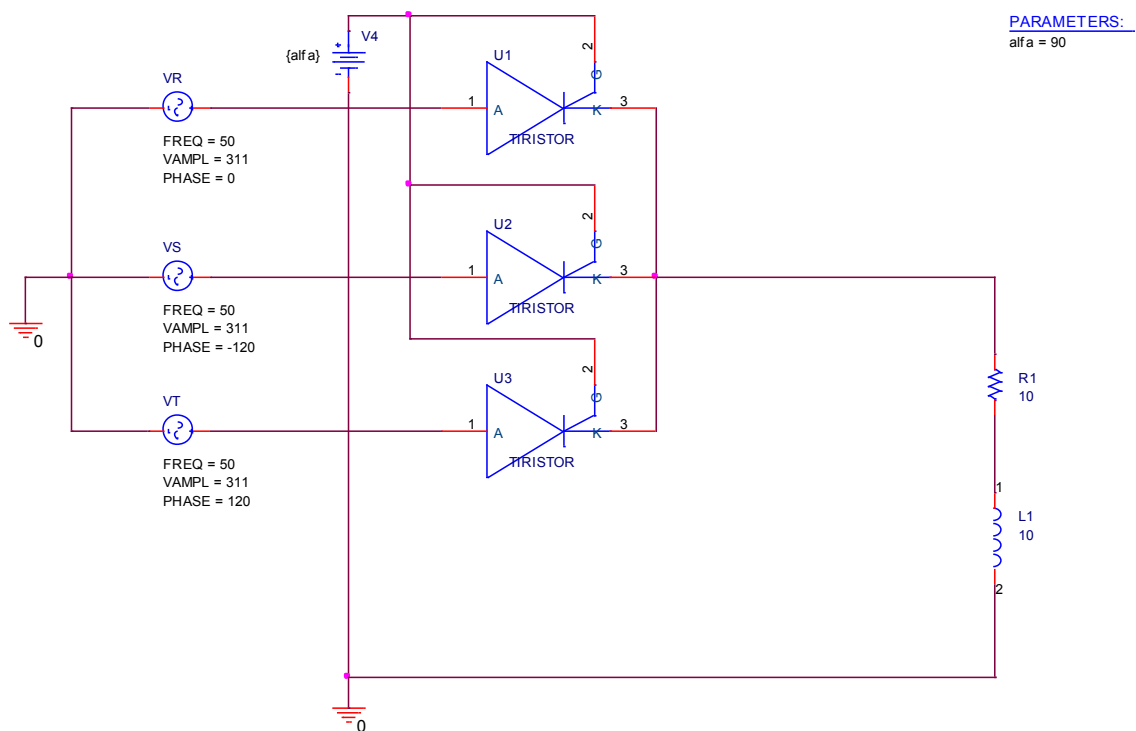 PARAMETERS:
alfa = 90
V4
{alfa}
+
-
U1
2
G
VR
1
A
K
3
TIRISTOR
FREQ = 50
VAMPL = 311
PHASE = 0
U2
2
G
VS
1
A
K
3
TIRISTOR
FREQ = 50
VAMPL = 311
PHASE = -120
0
U3
2
G
VT
1
A
K
3
TIRISTOR
FREQ = 50
VAMPL = 311
PHASE = 120
R1
10
1
L1
10
2
0